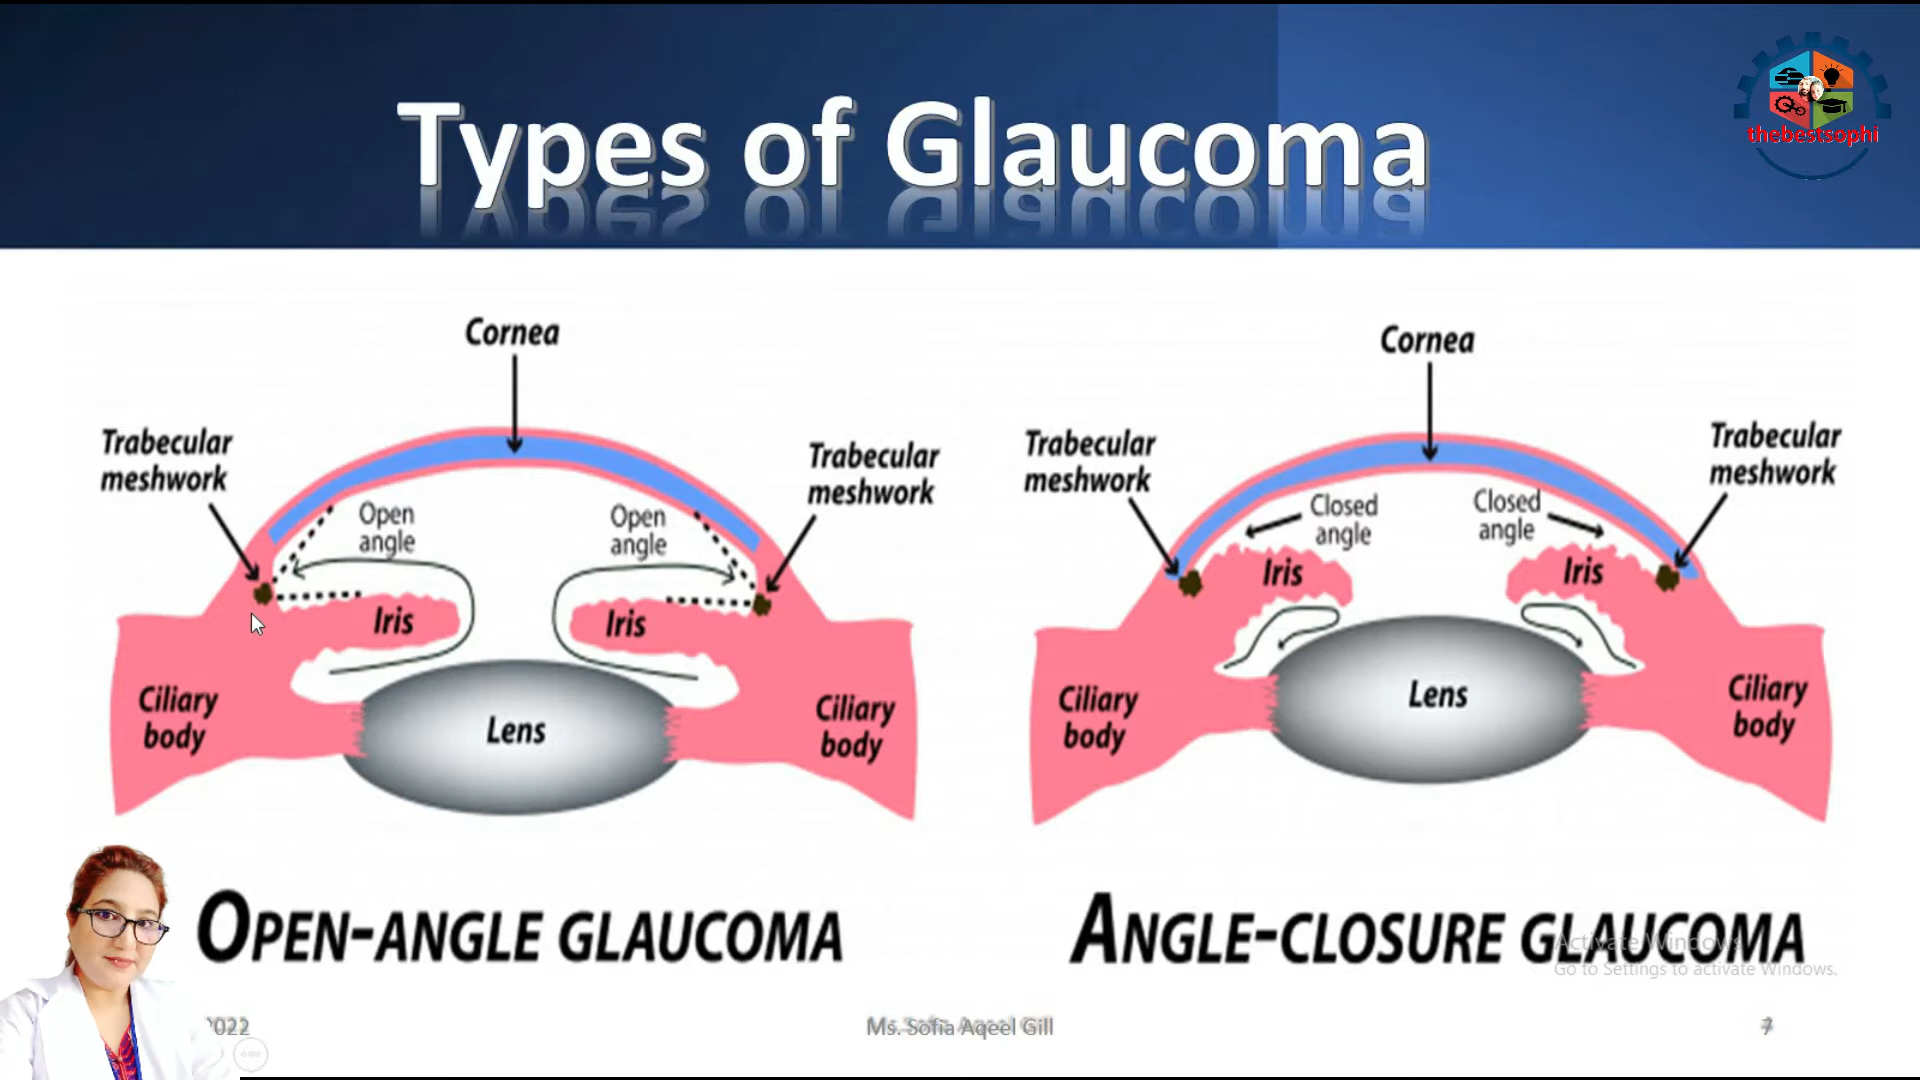 Types of Glaucoma
thebestsophi
Cornea
Trabecular
meshwork
Trabecular
meshwork
Open
angle
Open
angle
Iris
Iris
Ciliary
body
Lens
Ciliary
body
OPEN-ANGLE GLAUCOMA
Cornea
Trabecular
meshwork
Trabecular
meshwork
Closed
angle
Closed
angle
Iris
Iris
Ciliary
body
Lens
Ciliary
body
ANGLE-CLOSURE GLAUCOMA
Activate Windows
Go to Settings to activate Windows.
2022
Ms. Sofia Aqeel Gill